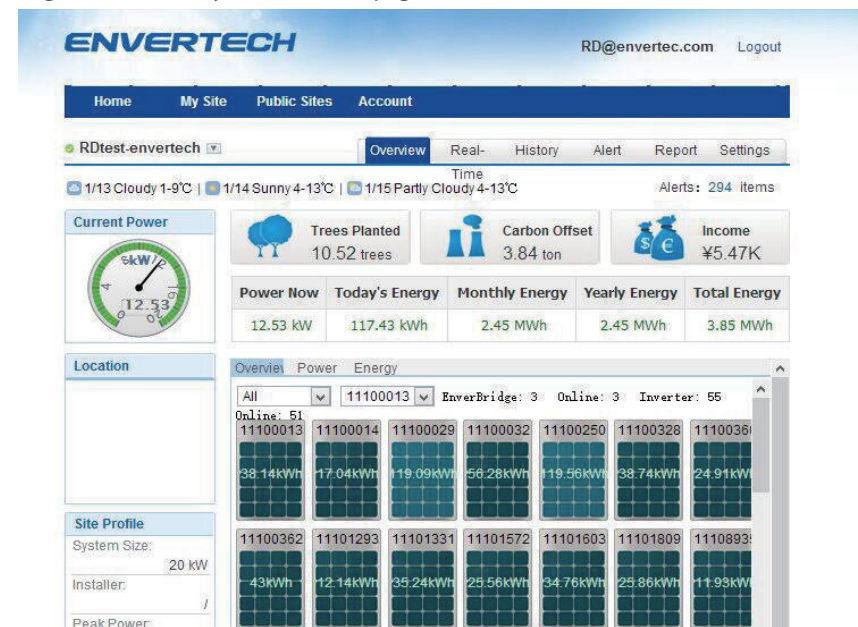 ENVERTECH
RD@envertec.com Logout
Home My Site Public Sites Account
RDtest-envertech
Overview Real-Time History Alert Report Settings
1/13 Cloudy 1-9℃ | 1/14 Sunny 4-13℃ | 1/15 Partly Cloudy 4-13℃ Alerts: 294 items
Current Power
kW/
12.53
Trees Planted
10.52 trees
Carbon Offset
3.84 ton
Income
¥5.47K
Power Now Today's Energy Monthly Energy Yearly Energy Total Energy
12.53 kW 117.43 kWh 2.45 MWh 2.45 MWh 3.85 MWh
Location
Overview Power Energy
All 11100013 EnverBridge: 3 Online: 3 Inverter: 55
Online: 51
11100013 11100014 11100029 11100032 11100250 11100328 1110036
38.14kWh 17.04kWh 119.09kWh 56.28kWh 119.56kWh 38.74kWh 24.91kWh
11100362 11101293 11101331 11101572 11101603 11101809 1110893
43kWh 12.14kWh 35.24kWh 25.56kWh 34.76kWh 25.86kWh 11.93kW
Site Profile
System Size:
20 kW
Installer:
/
Peak Power: